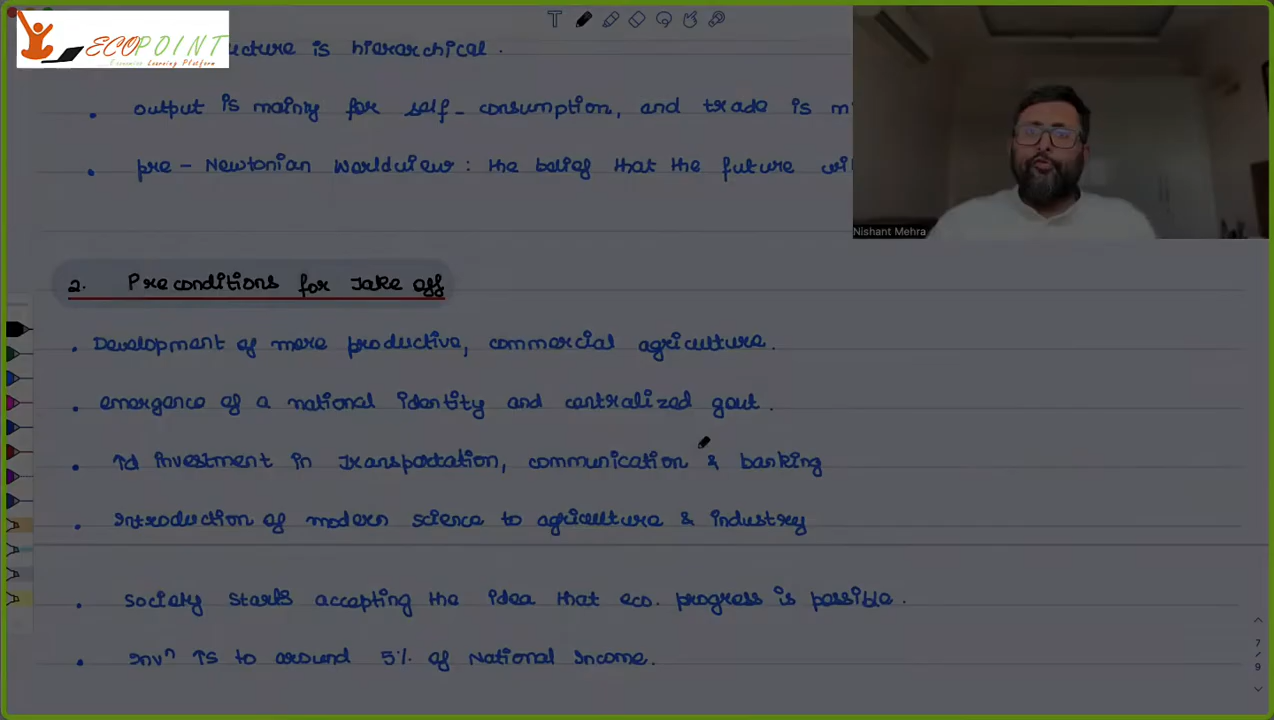 ECOPOINT
...Economics Learning Platform
ucture is hierarchical.
• output is mainly for self-consumption, and trade is mi
• pre-Newtonian Worldview: the belief that the future wil
Nishant Mehra
2. Preconditions for Take off
• Development of more productive, commercial agriculture.
• emergence of a national identity and centralized govt.
• ↑d investment in Transportation, communication & banking
• introduction of modern science to agriculture & industry
• Society starts accepting the idea that eco. progress is possible.
• Invⁿ ↑s to around 5% of National Income.
7
/
9